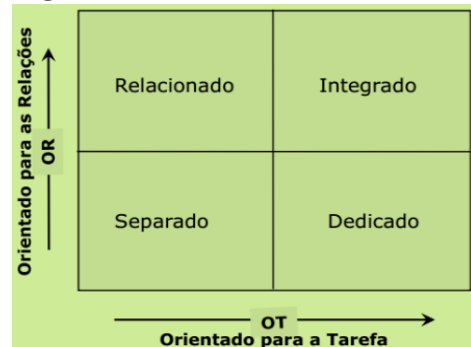 Orientado para as Relações
OR
Relacionado
Integrado
Separado
Dedicado
OT
Orientado para a Tarefa